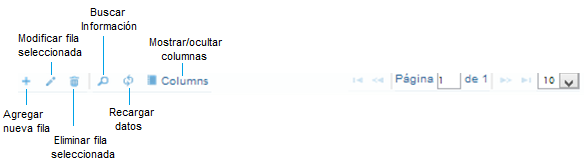 Buscar
Información
Modificar fila
seleccionada
Mostrar/ocultar
columnas
Columns
Página 1 de 1
10
Agregar
nueva fila
Recargar
datos
Eliminar fila
seleccionada